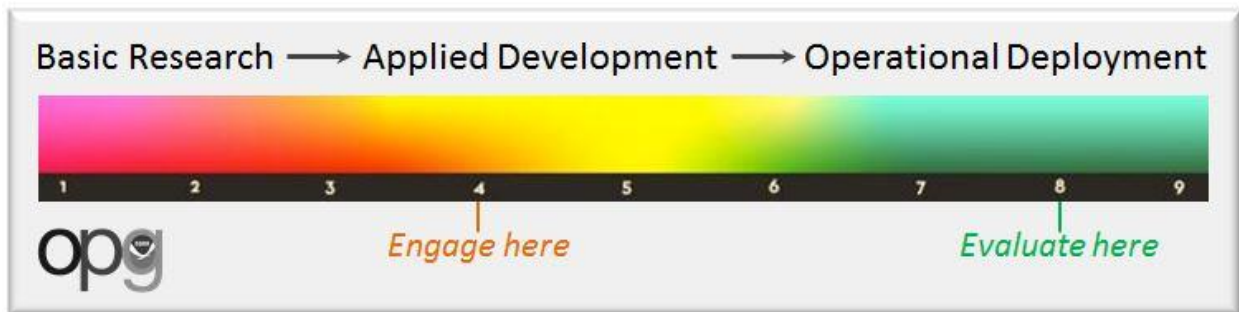 Basic Research → Applied Development → Operational Deployment
1 2 3 4 5 6 7 8 9
Engage here Evaluate here
opg